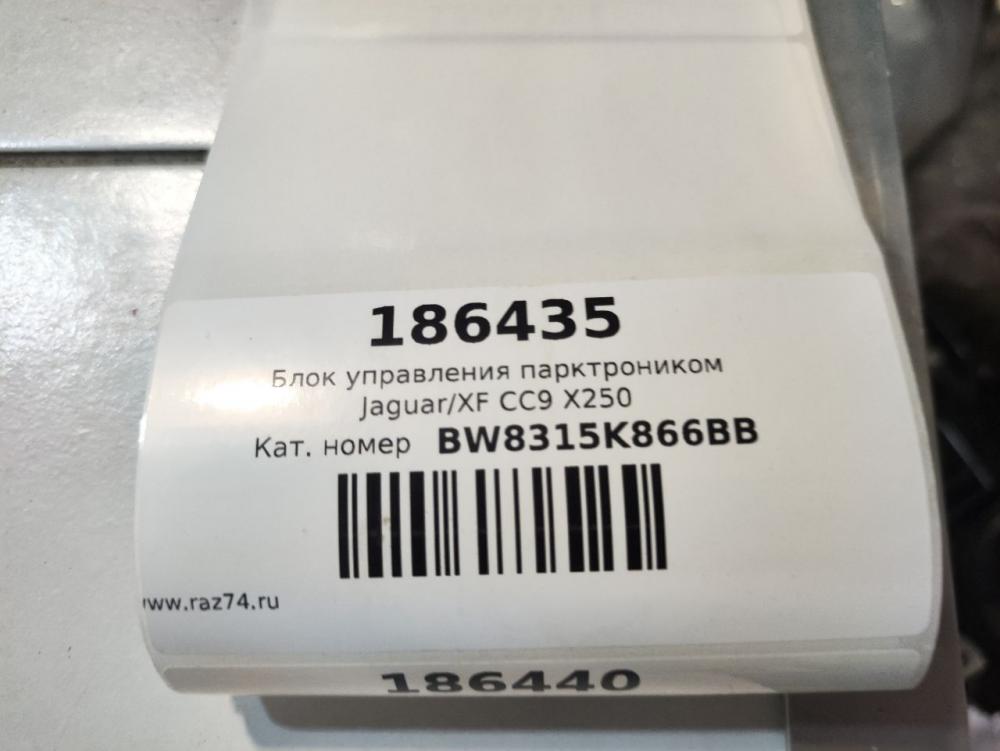 186435
Блок управления парктроником
Jaguar/XF CC9 X250
Кат. номер BW8315K866BB
www.raz74.ru
186440